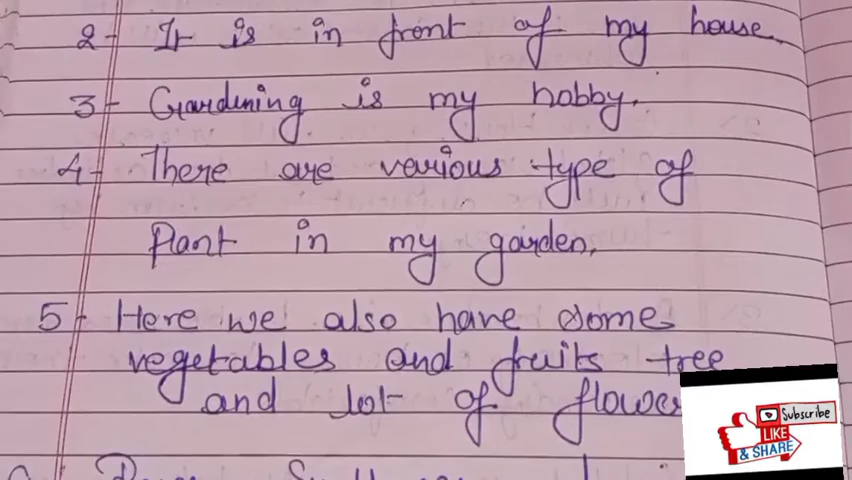 2- It is in front of my house.
3- Gardining is my hobby.
4- There are various type of
Plant in my garden.
5- Here we also have some
vegetables and fruits tree
and lot of flower
Subscribe
LIKE
& SHARE